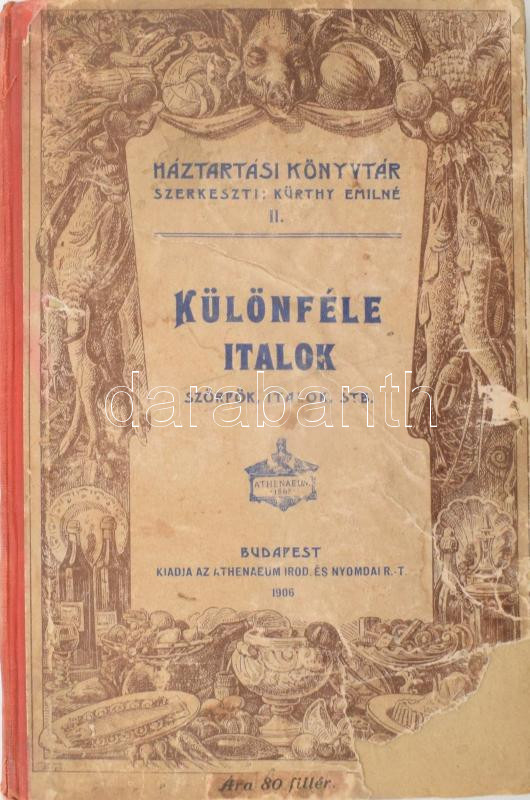 HÁZTARTÁSI KÖNYVTÁR
SZERKESZTI: KÜRTHY EMILNÉ
II.
KÜLÖNFÉLE
ITALOK
darabanth
SZÖRPÖK, ITALOK, STB.
ATHENAEUM
BUDAPEST
KIADJA AZ ATHENAEUM IROD. ÉS NYOMDAI R.-T.
1906
Ára 80 fillér.